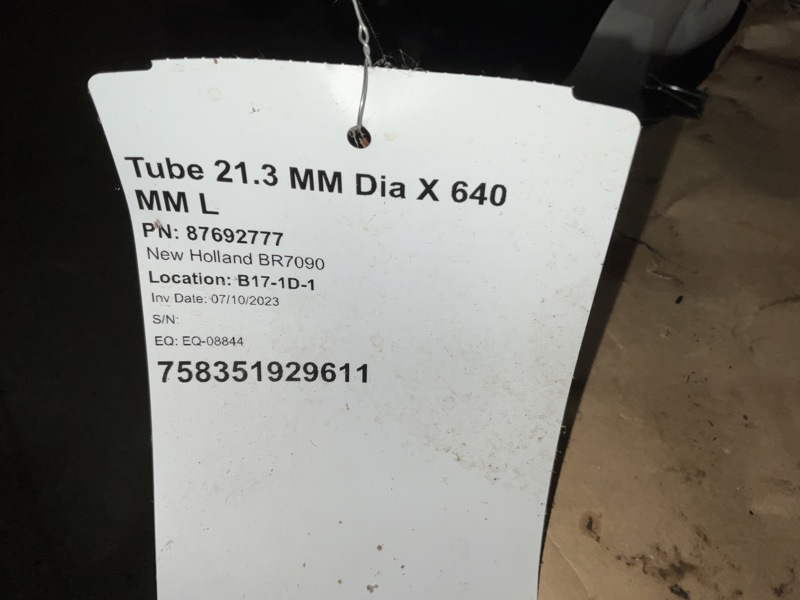 Tube 21.3 MM Dia X 640
MM L
PN: 87692777
New Holland BR7090
Location: B17-1D-1
Inv Date: 07/10/2023
S/N:
EQ: EQ-08844
758351929611